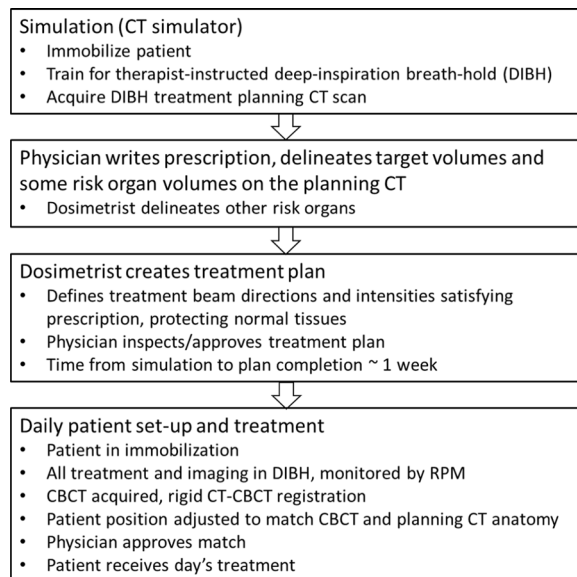 Simulation (CT simulator)
• Immobilize patient
• Train for therapist-instructed deep-inspiration breath-hold (DIBH)
• Acquire DIBH treatment planning CT scan
Physician writes prescription, delineates target volumes and
some risk organ volumes on the planning CT
• Dosimetrist delineates other risk organs
Dosimetrist creates treatment plan
• Defines treatment beam directions and intensities satisfying
prescription, protecting normal tissues
• Physician inspects/approves treatment plan
• Time from simulation to plan completion ~ 1 week
Daily patient set-up and treatment
• Patient in immobilization
• All treatment and imaging in DIBH, monitored by RPM
• CBCT acquired, rigid CT-CBCT registration
• Patient position adjusted to match CBCT and planning CT anatomy
• Physician approves match
• Patient receives day's treatment